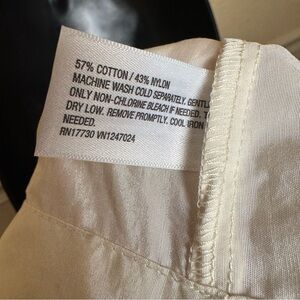 57% COTTON / 43% NYLON
MACHINE WASH COLD SEPARATELY. GENTLE
ONLY NON-CHLORINE BLEACH IF NEEDED. T
DRY LOW. REMOVE PROMPTLY. COOL IRON
NEEDED.
RN17730 VN1247024